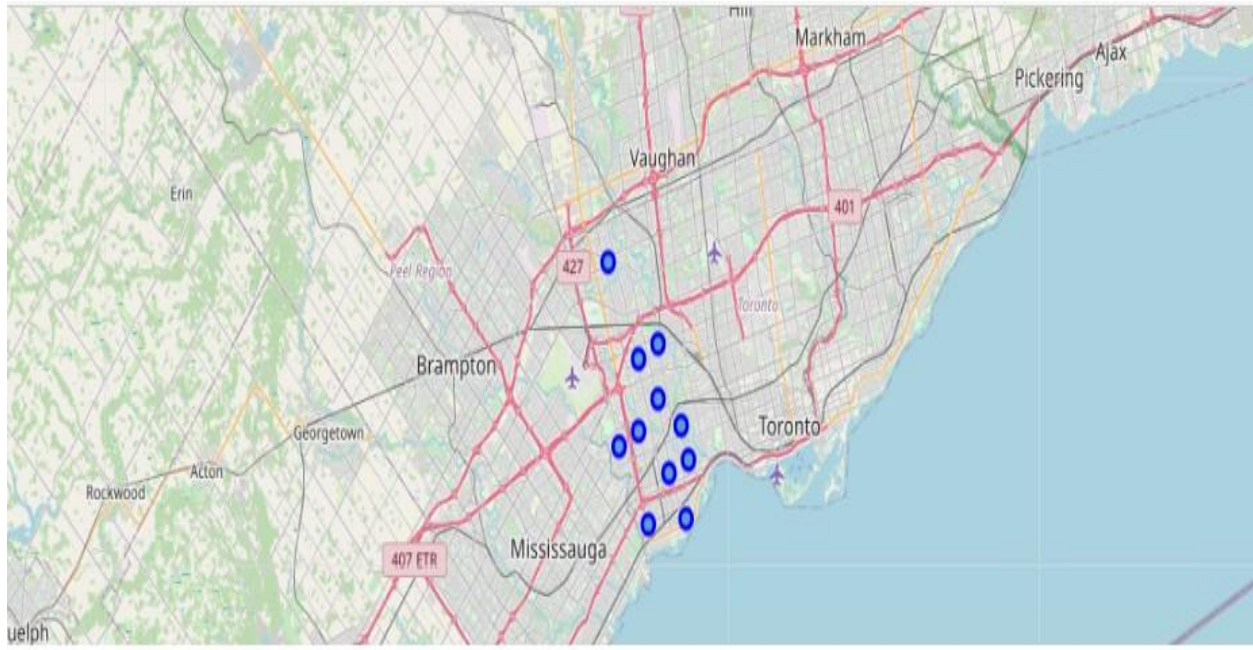 Hill
Markham
Ajax
Pickering
Vaughan
Erin
401
427
Peel Region
Toronto
Brampton
Toronto
Georgetown
Acton
Rockwood
Mississauga
407 ETR
uelph